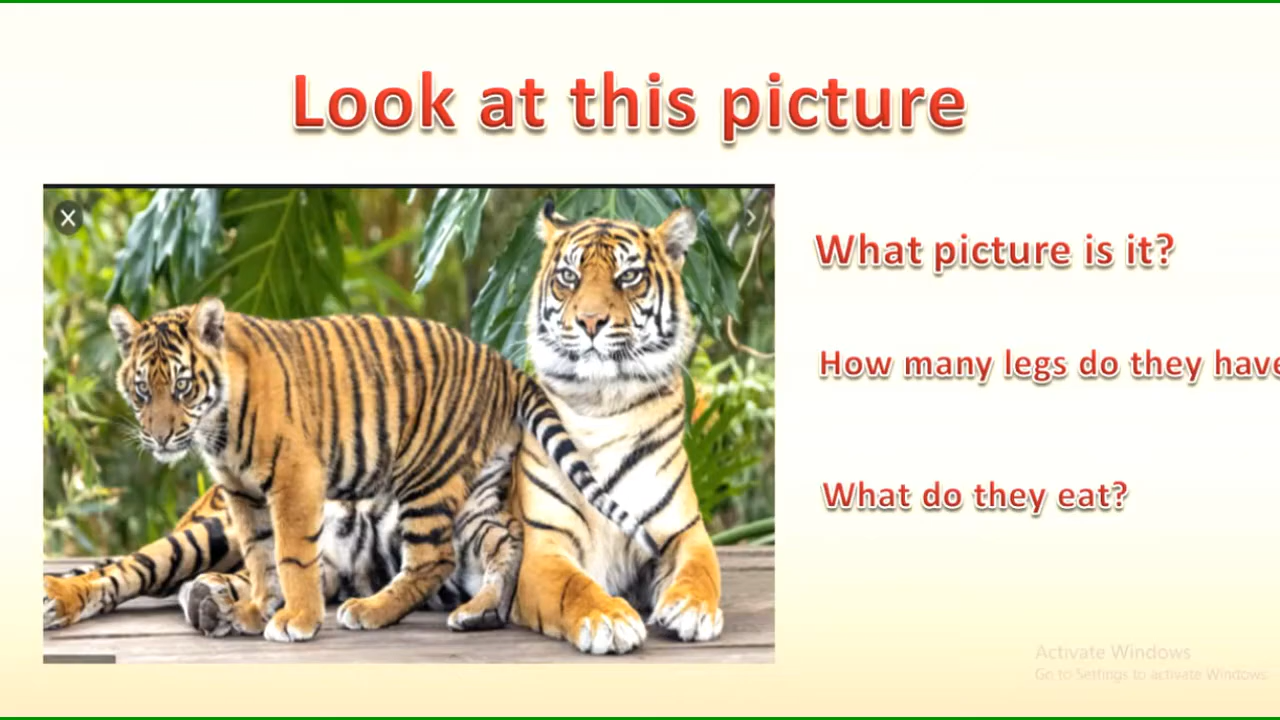 Look at this picture
What picture is it?
How many legs do they have
What do they eat?
Activate Windows
Go to Settings to activate Windows